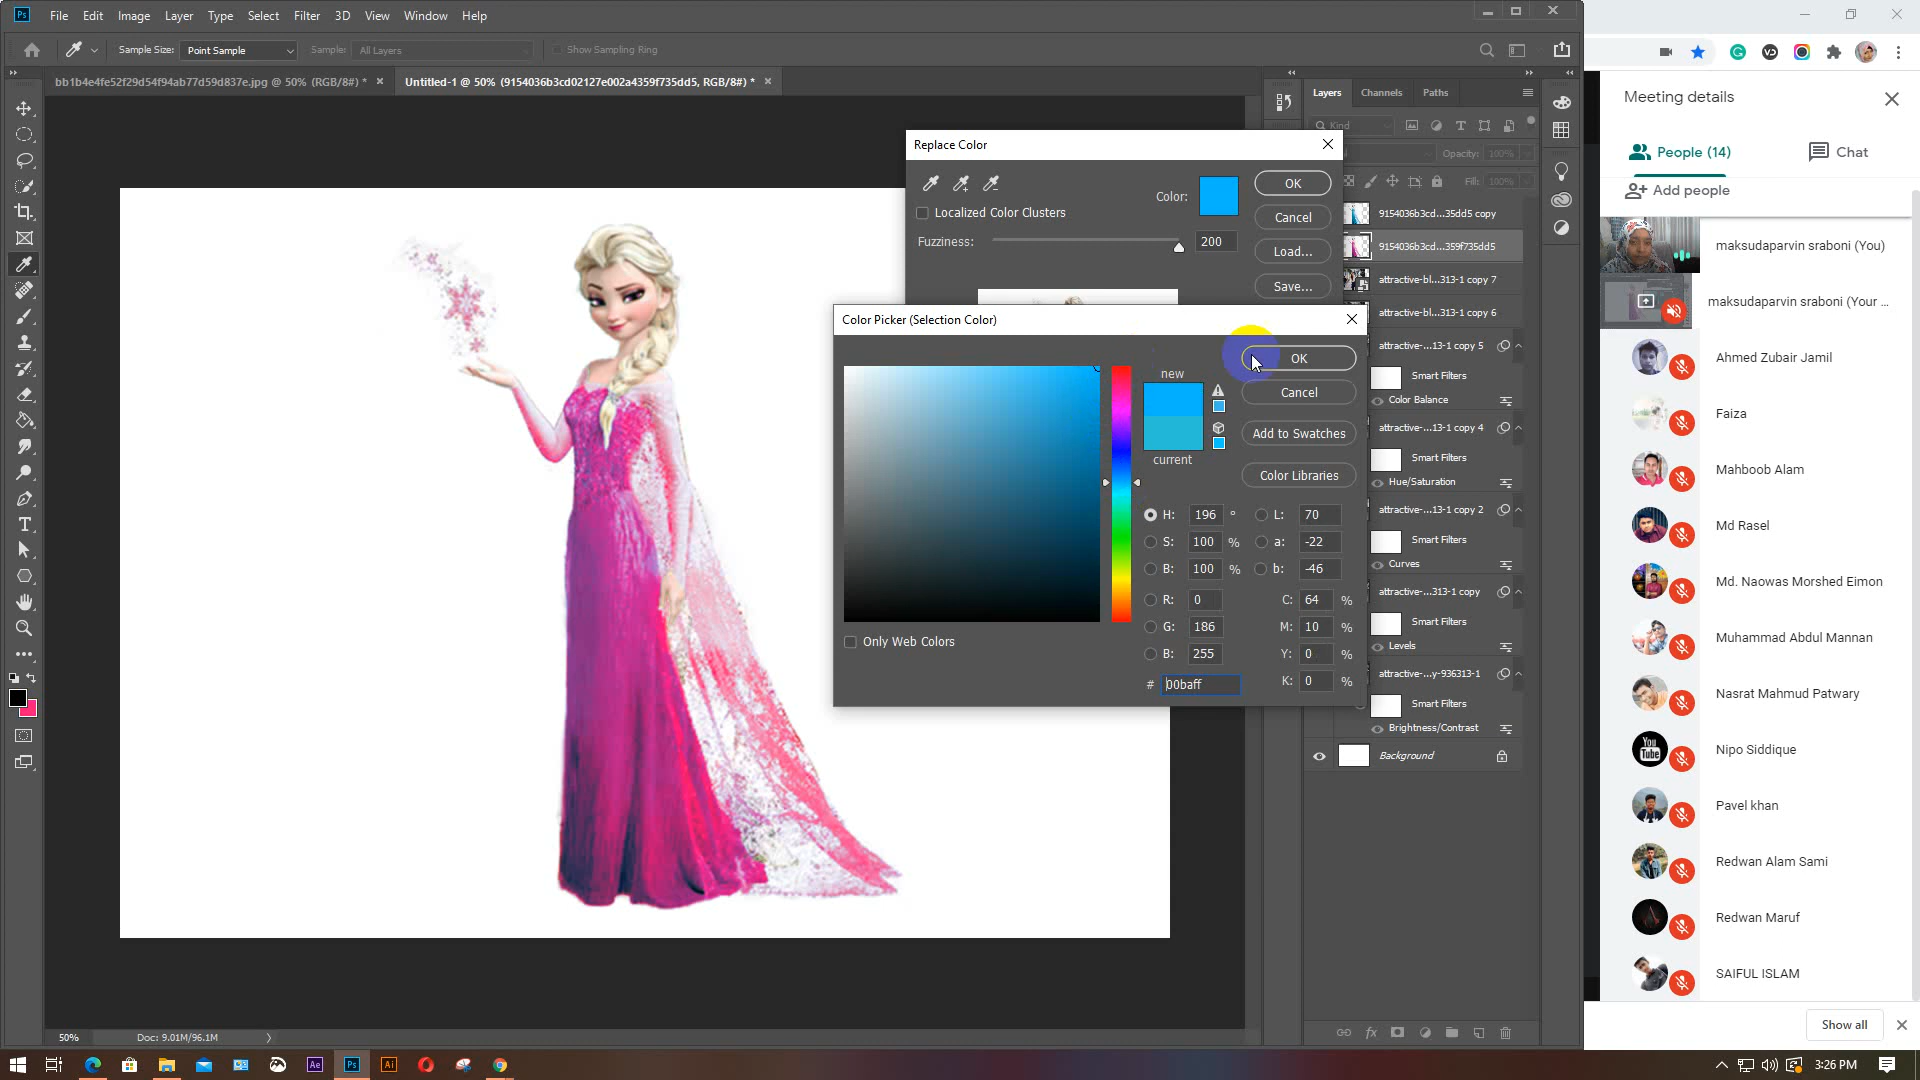 Ps File Edit Image Layer Type Select Filter 3D View Window Help
Sample Size: Point Sample Sample: All Layers Show Sampling Ring
bb1b4e4fe52f29d54f94ab77d59d837e.jpg @ 50% (RGB/8#) *
Untitled-1 @ 50% (9154036b3cd02127e002a4359f735dd5, RGB/8#) *
Replace Color
Localized Color Clusters
Fuzziness: 200
Color:
OK
Cancel
Load...
Save...
Color Picker (Selection Color)
new
current
OK
Cancel
Add to Swatches
Color Libraries
H: 196 ° L: 70
S: 100 % a: -22
B: 100 % b: -46
R: 0 C: 64 %
G: 186 M: 10 %
B: 255 Y: 0 %
# 00baff K: 0 %
Only Web Colors
Layers Channels Paths
Kind
Opacity: 100%
Fill: 100%
9154036b3cd...35dd5 copy
9154036b3cd...359f735dd5
attractive-bl...313-1 copy 7
attractive-bl...313-1 copy 6
attractive-...13-1 copy 5
Smart Filters
Color Balance
attractive-...13-1 copy 4
Smart Filters
Hue/Saturation
attractive-...13-1 copy 2
Smart Filters
Curves
attractive-...313-1 copy
Smart Filters
Levels
attractive-...y-936313-1
Smart Filters
Brightness/Contrast
Background
50% Doc: 9.01M/96.1M
Meeting details
People (14) Chat
Add people
maksudaparvin sraboni (You)
maksudaparvin sraboni (Your ...
Ahmed Zubair Jamil
Faiza
Mahboob Alam
Md Rasel
Md. Naowas Morshed Eimon
Muhammad Abdul Mannan
Nasrat Mahmud Patwary
You
Tube
Nipo Siddique
Pavel khan
Redwan Alam Sami
Redwan Maruf
SAIFUL ISLAM
Show all
Ae Ps Ai
3:26 PM